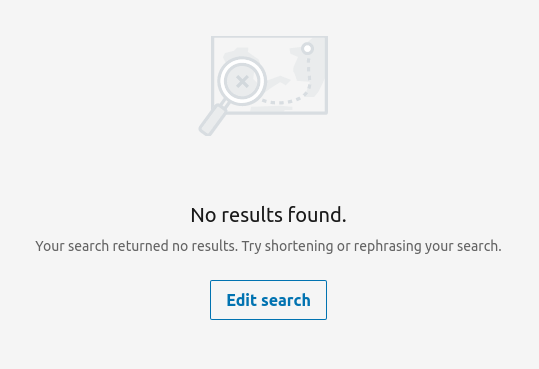 No results found.
Your search returned no results. Try shortening or rephrasing your search.
Edit search